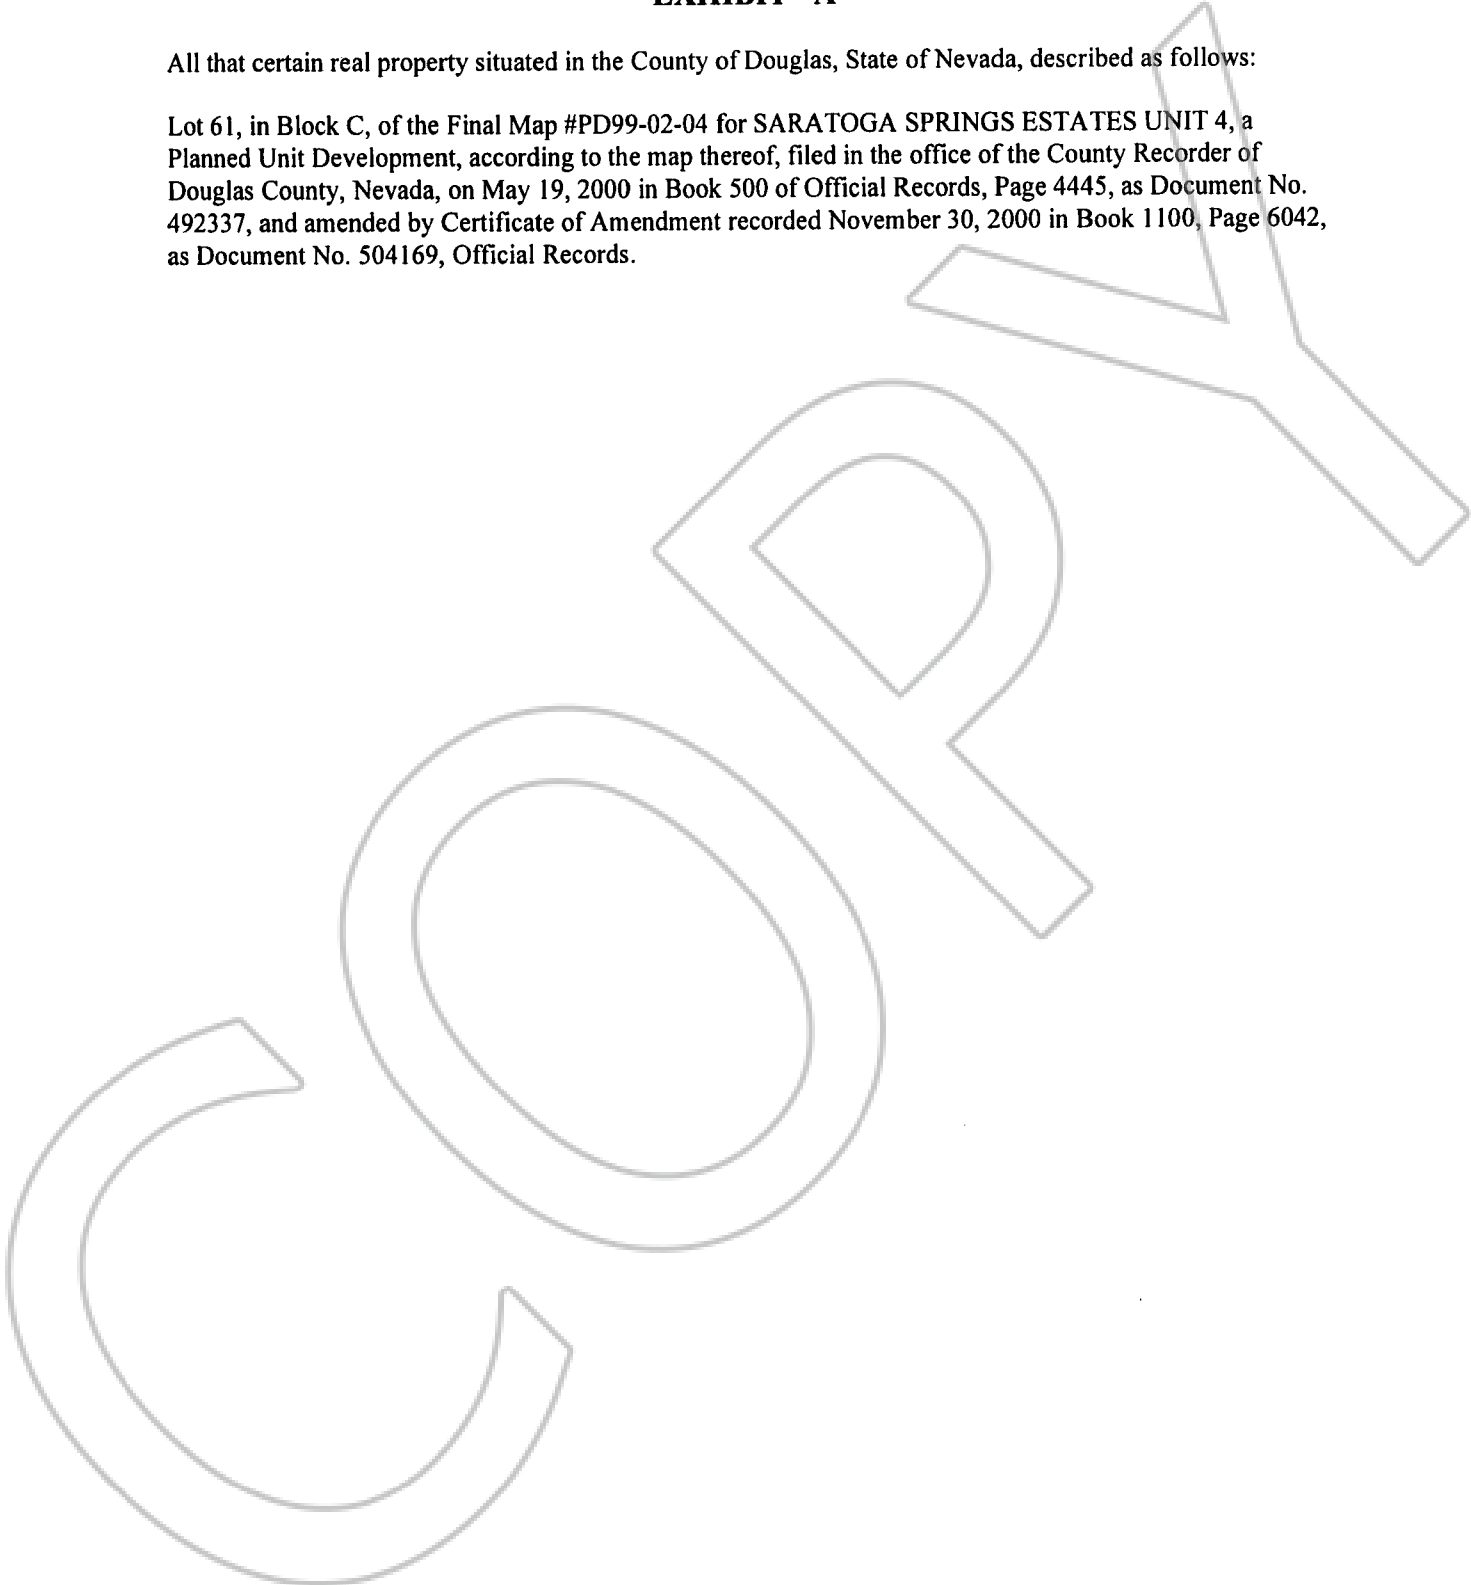 EXHIBIT "A"
All that certain real property situated in the County of Douglas, State of Nevada, described as follows:
Lot 61, in Block C, of the Final Map #PD99-02-04 for SARATOGA SPRINGS ESTATES UNIT 4, a
Planned Unit Development, according to the map thereof, filed in the office of the County Recorder of
Douglas County, Nevada, on May 19, 2000 in Book 500 of Official Records, Page 4445, as Document No.
492337, and amended by Certificate of Amendment recorded November 30, 2000 in Book 1100, Page 6042,
as Document No. 504169, Official Records.
COPY